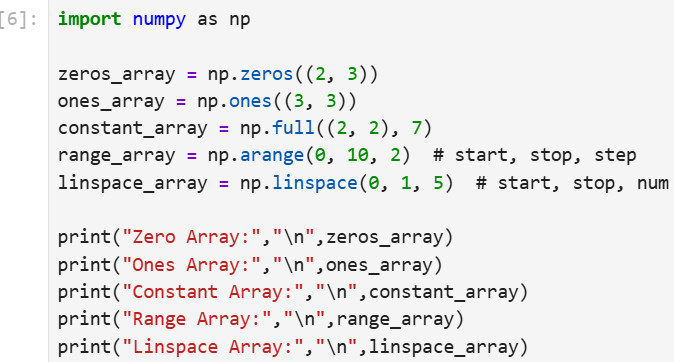 [6]: import numpy as np
zeros_array = np.zeros((2, 3))
ones_array = np.ones((3, 3))
constant_array = np.full((2, 2), 7)
range_array = np.arange(0, 10, 2)  # start, stop, step
linspace_array = np.linspace(0, 1, 5)  # start, stop, num
print("Zero Array:","\n",zeros_array)
print("Ones Array:","\n",ones_array)
print("Constant Array:","\n",constant_array)
print("Range Array:","\n",range_array)
print("Linspace Array:","\n",linspace_array)